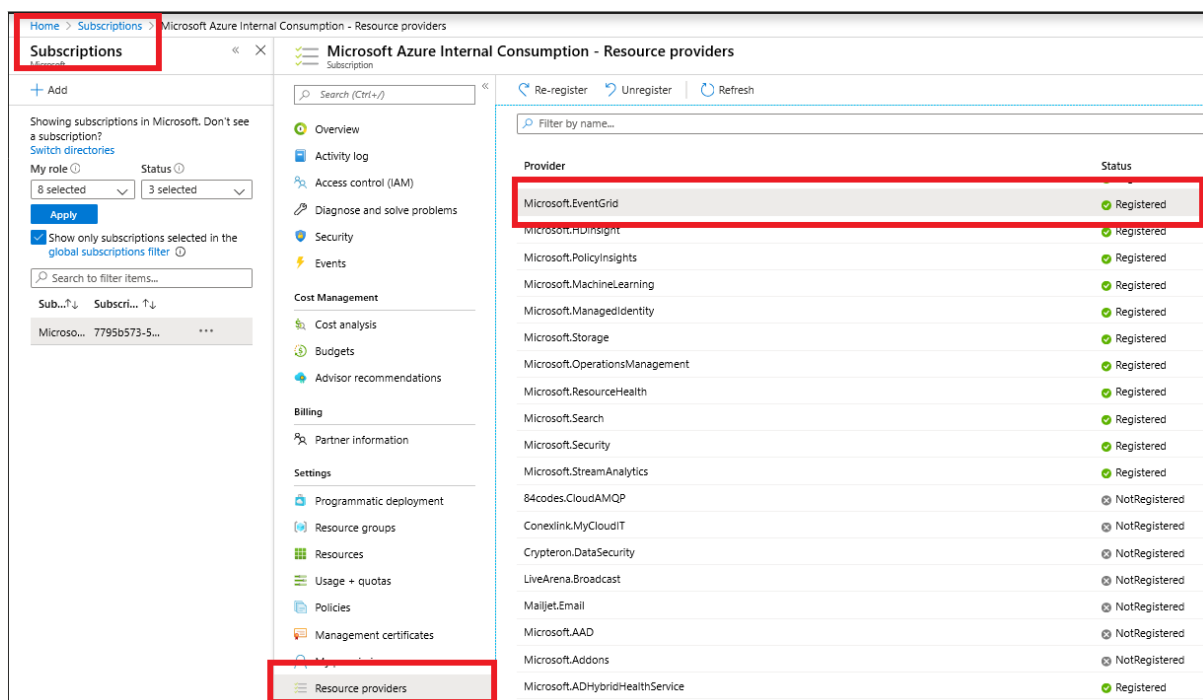 Home > Subscriptions > Microsoft Azure Internal Consumption - Resource providers
Subscriptions
Microsoft
Add
Showing subscriptions in Microsoft. Don't see
a subscription?
Switch directories
My role
Status
8 selected
3 selected
Apply
Show only subscriptions selected in the
global subscriptions filter
Search to filter items...
Sub...↑↓ Subscri... ↑↓
Microso... 7795b573-5... ...
Microsoft Azure Internal Consumption - Resource providers
Subscription
Search (Ctrl+/)
Overview
Activity log
Access control (IAM)
Diagnose and solve problems
Security
Events
Cost Management
Cost analysis
Budgets
Advisor recommendations
Billing
Partner information
Settings
Programmatic deployment
Resource groups
Resources
Usage + quotas
Policies
Management certificates
Resource providers
Re-register Unregister Refresh
Filter by name...
Provider Status
Microsoft.EventGrid Registered
Microsoft.HDInsight Registered
Microsoft.PolicyInsights Registered
Microsoft.MachineLearning Registered
Microsoft.ManagedIdentity Registered
Microsoft.Storage Registered
Microsoft.OperationsManagement Registered
Microsoft.ResourceHealth Registered
Microsoft.Search Registered
Microsoft.Security Registered
Microsoft.StreamAnalytics Registered
84codes.CloudAMQP NotRegistered
Conexlink.MyCloudIT NotRegistered
Crypteron.DataSecurity NotRegistered
LiveArena.Broadcast NotRegistered
Mailjet.Email NotRegistered
Microsoft.AAD NotRegistered
Microsoft.Addons NotRegistered
Microsoft.ADHybridHealthService Registered